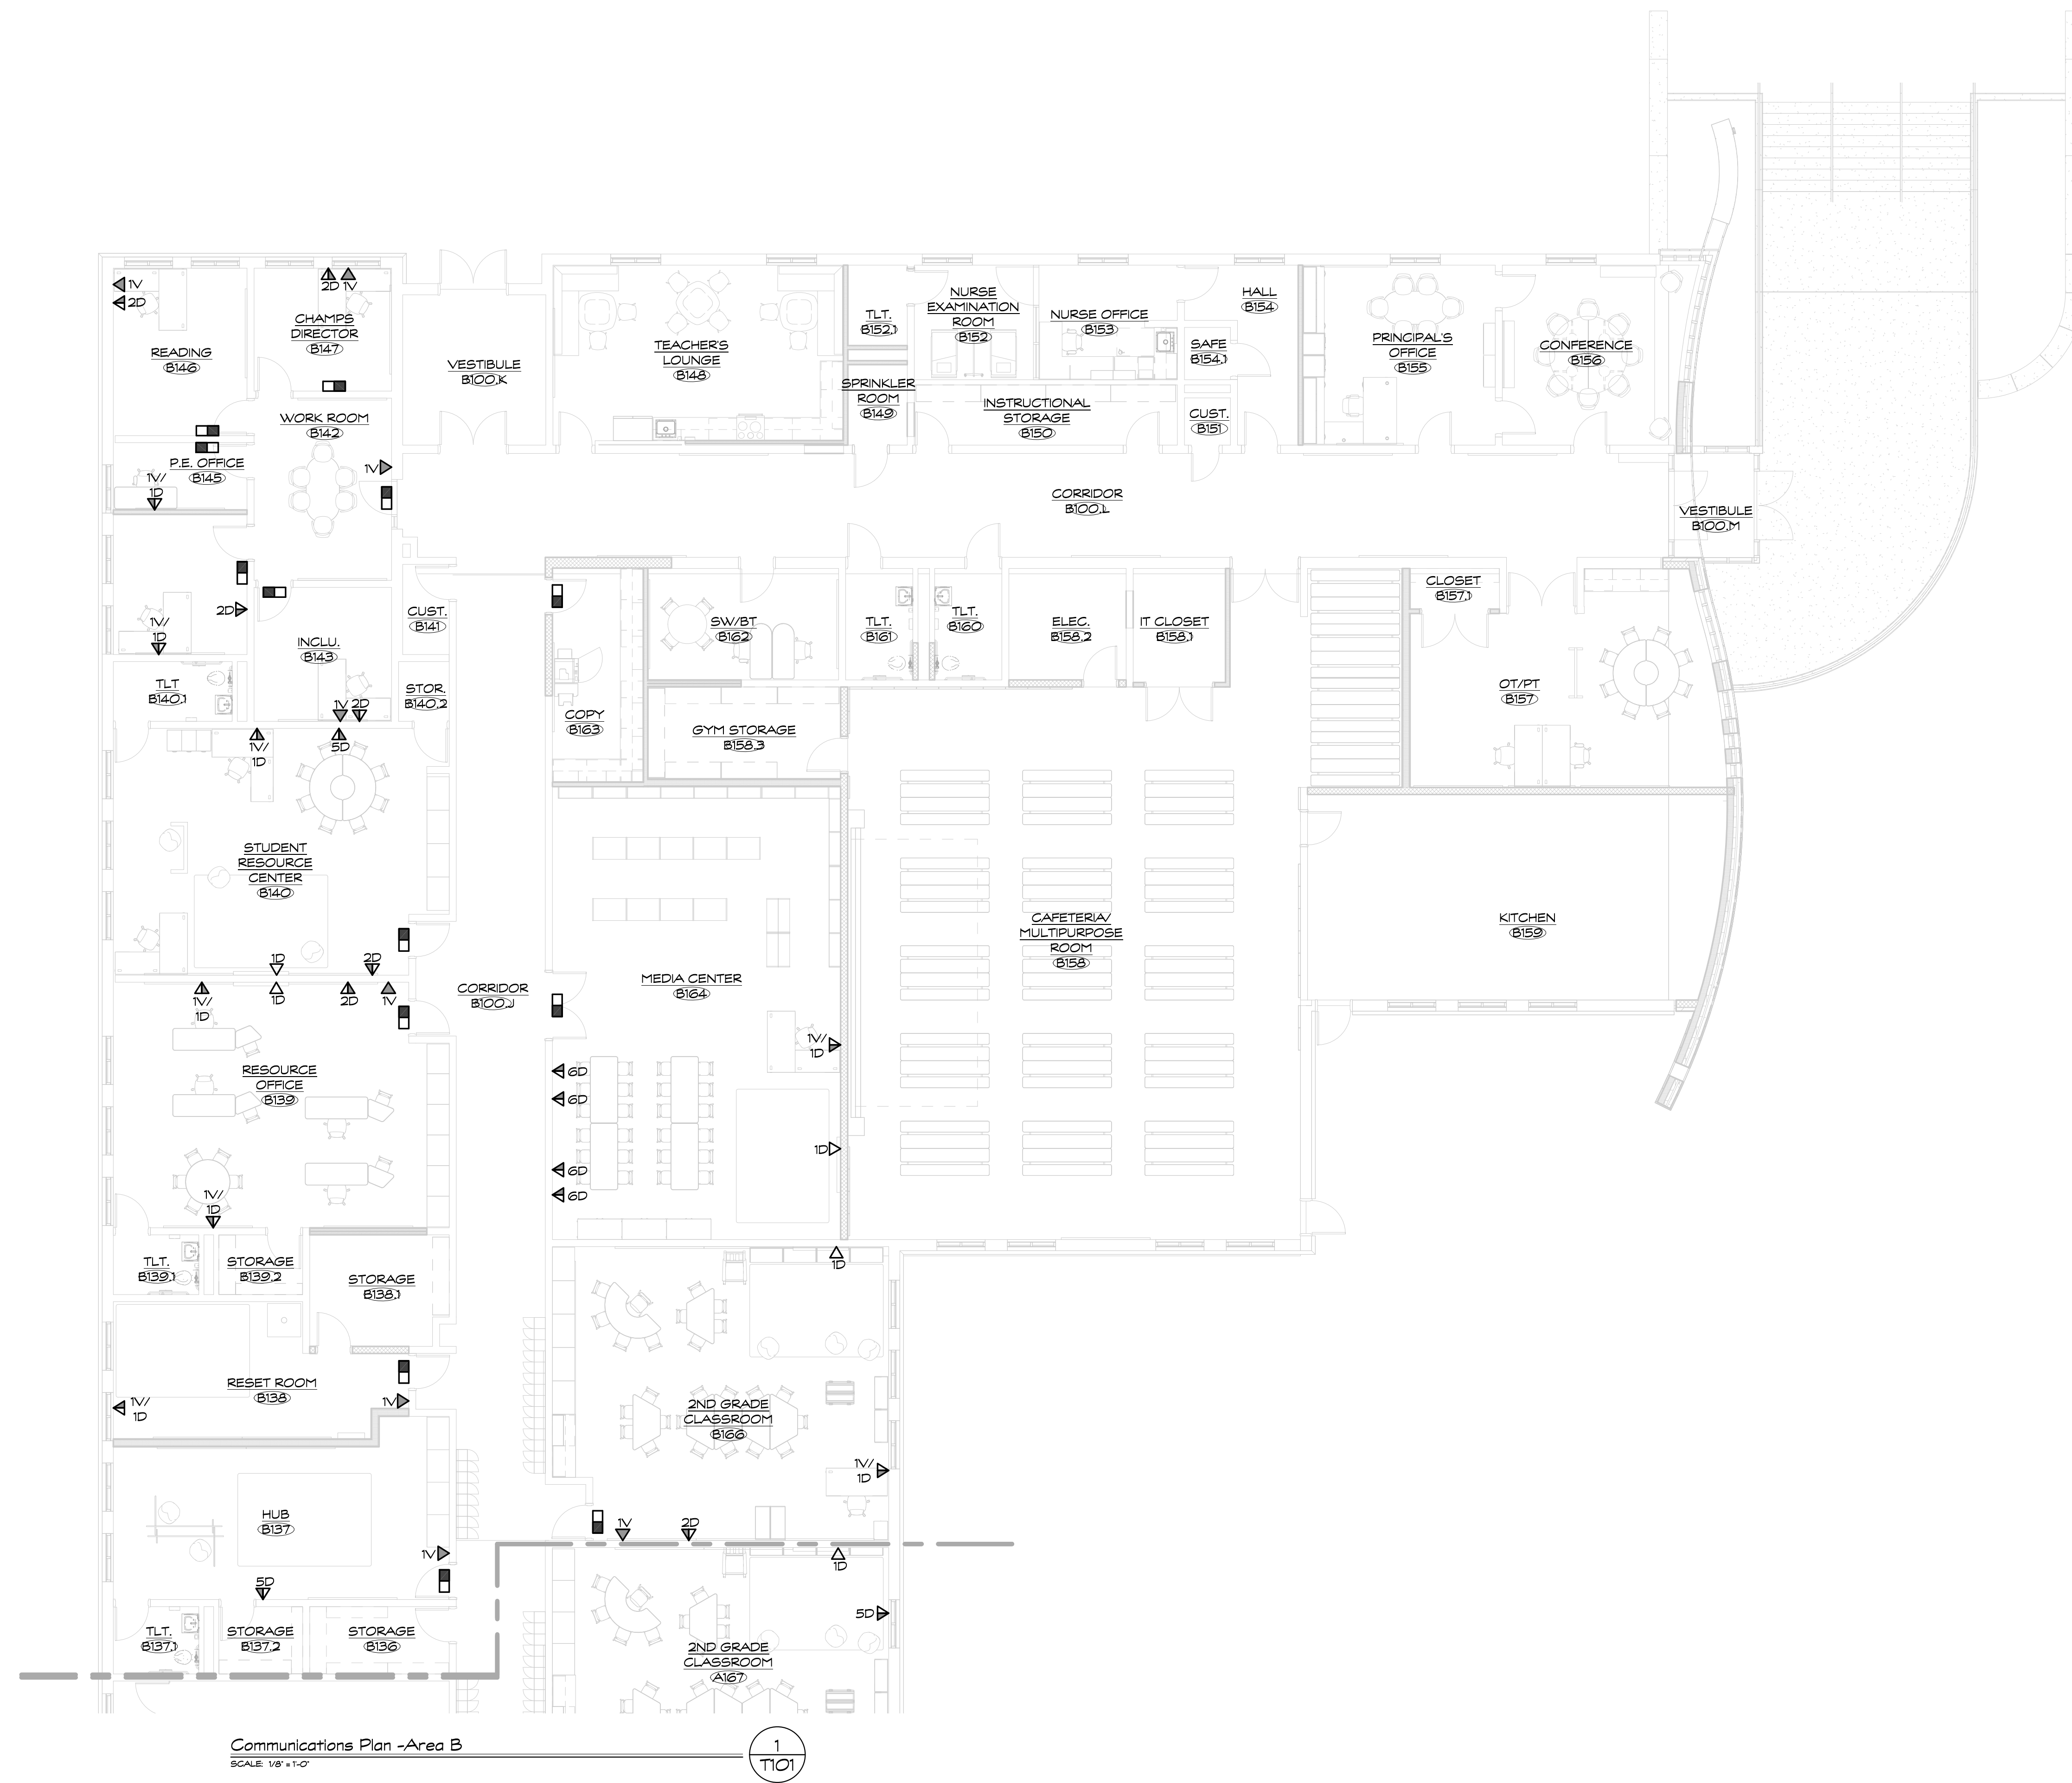 1V
2D
2D 1V
CHAMPS
DIRECTOR
B147
READING
B146
VESTIBULE
B100.K
TEACHER'S
LOUNGE
B148
TLT.
B152.1
NURSE
EXAMINATION
ROOM
B152
NURSE OFFICE
B153
HALL
B154
SAFE
B154.1
PRINCIPAL'S
OFFICE
B155
CONFERENCE
B156
SPRINKLER
ROOM
B149
INSTRUCTIONAL
STORAGE
B150
CUST.
B151
WORK ROOM
B142
P.E. OFFICE
B145
1V/
1D
1V
CORRIDOR
B100.L
VESTIBULE
B100.M
2D
1V/
1D
INCLU.
B143
CUST.
B141
SW/BT
B162
TLT.
B161
TLT.
B160
ELEC.
B158.2
IT CLOSET
B158.1
CLOSET
B157.1
TLT
B140.1
STOR.
B140.2
1V 2D
COPY
B163
GYM STORAGE
B158.3
OT/PT
B157
1V/
1D
5D
STUDENT
RESOURCE
CENTER
B140
CAFETERIA/
MULTIPURPOSE
ROOM
B158
KITCHEN
B159
1D
2D
1V/
1D
1D
2D
1V
CORRIDOR
B100.J
MEDIA CENTER
B164
1V/
1D
RESOURCE
OFFICE
B139
6D
6D
1D
6D
6D
1V/
1D
TLT.
B139.1
STORAGE
B139.2
STORAGE
B138.1
1D
RESET ROOM
B138
1V/
1D
1V
2ND GRADE
CLASSROOM
B166
1V/
1D
HUB
B137
1V
1V
2D
1D
5D
5D
TLT.
B137.1
STORAGE
B137.2
STORAGE
B136
2ND GRADE
CLASSROOM
A167
Communications Plan -Area B
SCALE: 1/8" = 1'-0"
1
T101